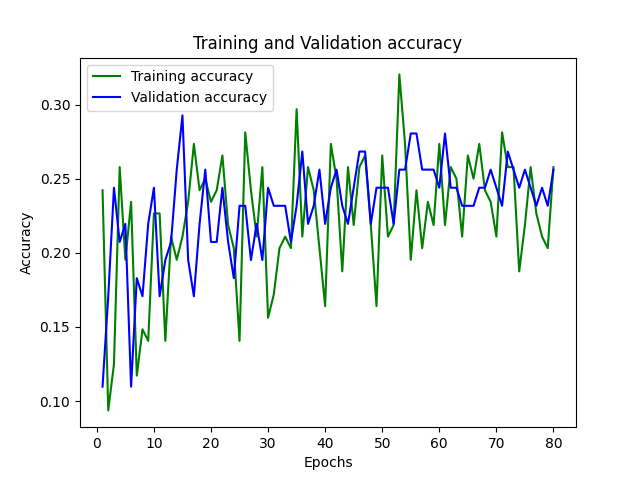 Training and Validation accuracy
Training accuracy
Validation accuracy
Accuracy
0.30
0.25
0.20
0.15
0.10
0 10 20 30 40 50 60 70 80
Epochs